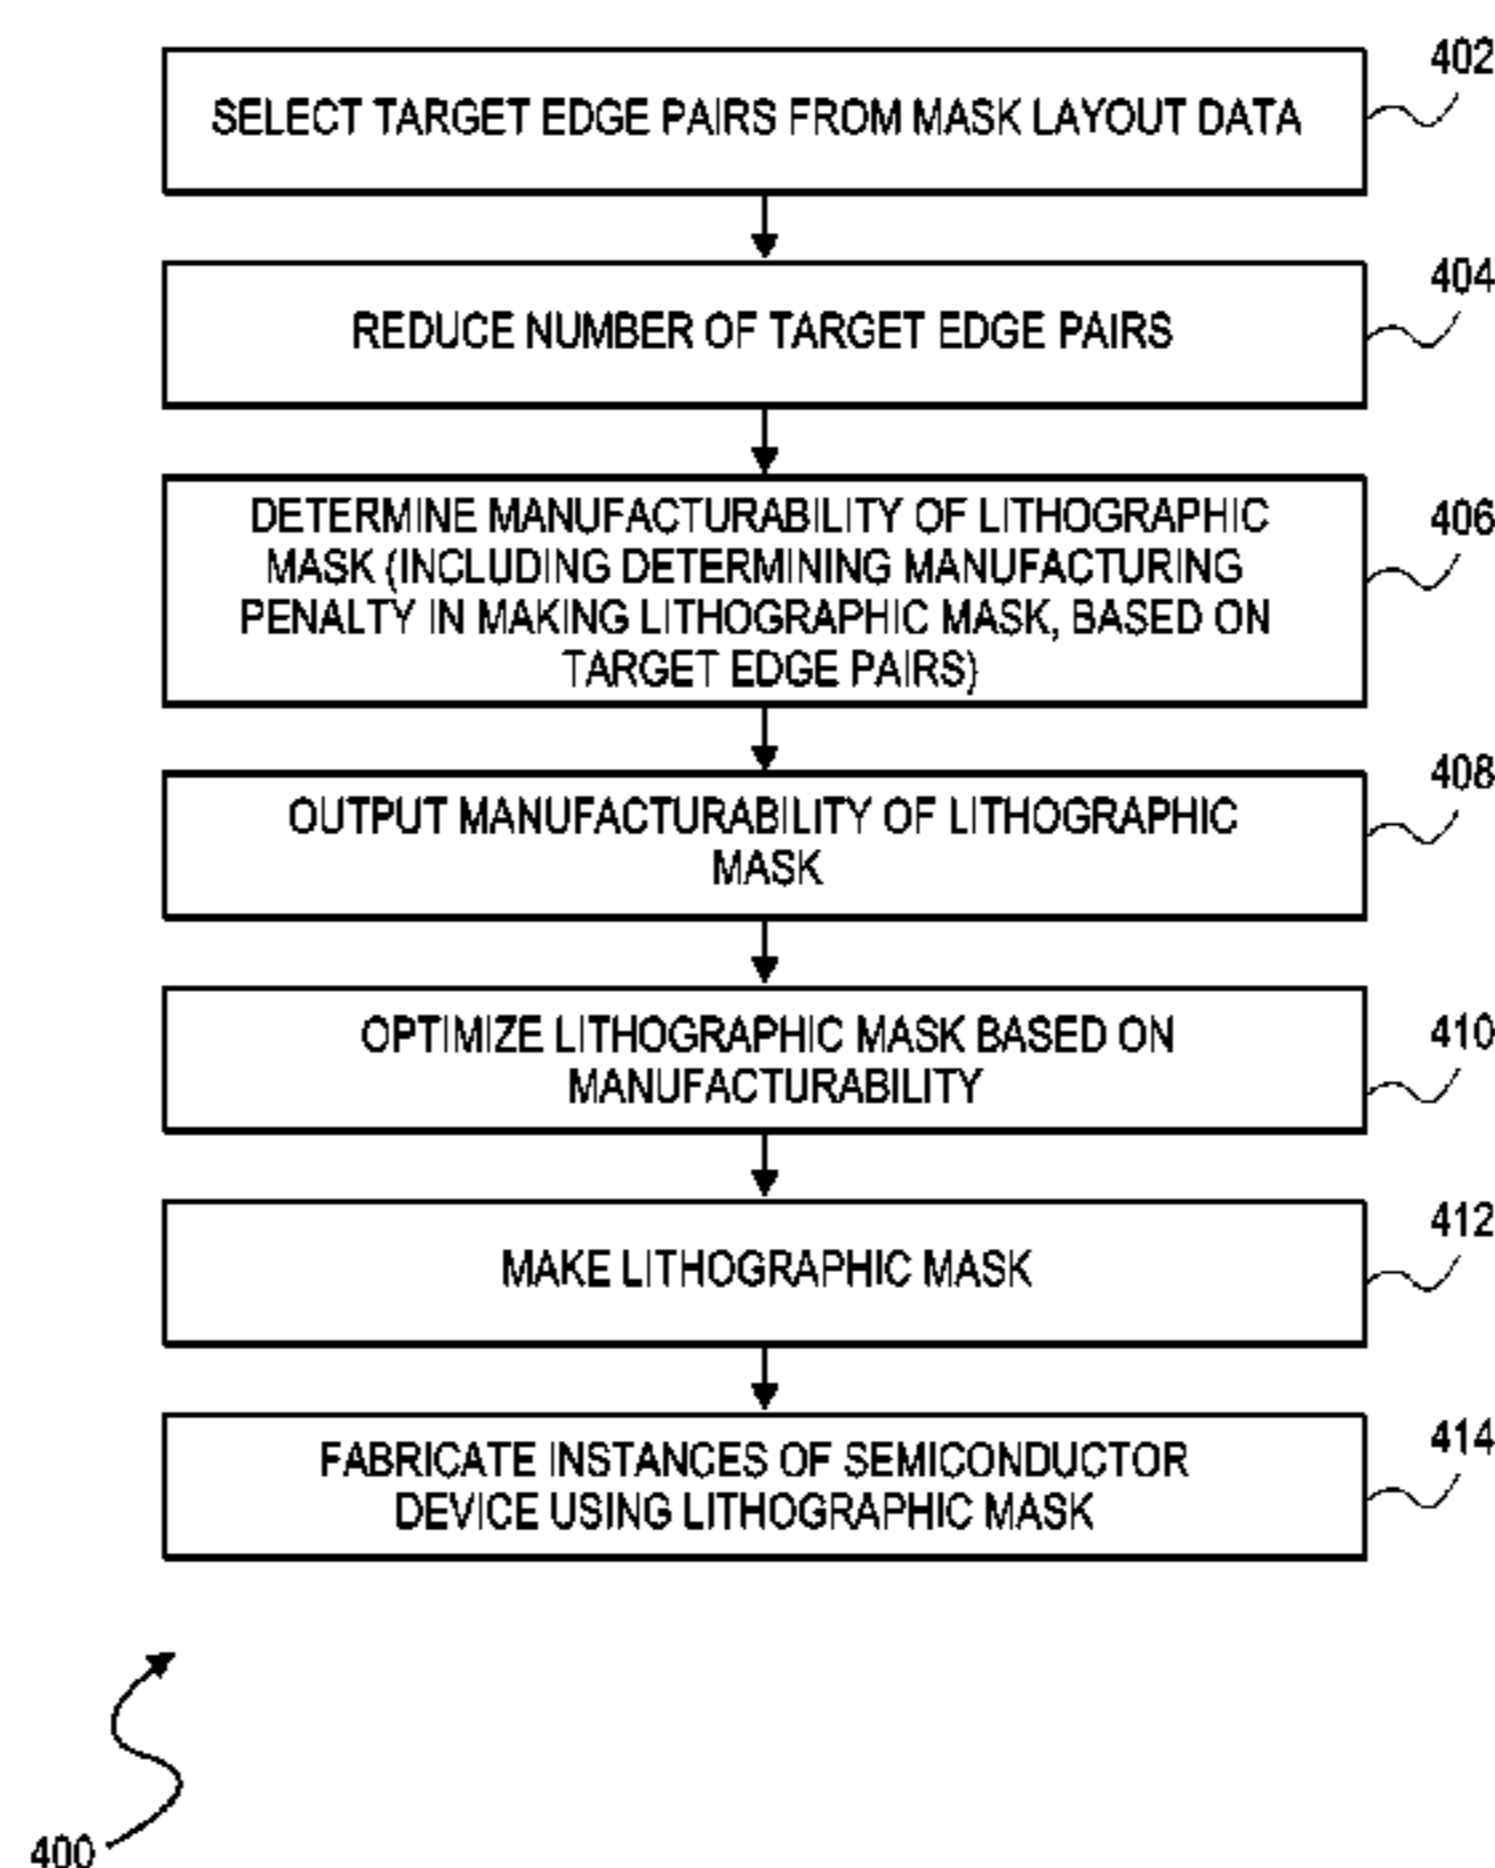 402
SELECT TARGET EDGE PAIRS FROM MASK LAYOUT DATA
404
REDUCE NUMBER OF TARGET EDGE PAIRS
406
DETERMINE MANUFACTURABILITY OF LITHOGRAPHIC
MASK (INCLUDING DETERMINING MANUFACTURING
PENALTY IN MAKING LITHOGRAPHIC MASK, BASED ON
TARGET EDGE PAIRS)
408
OUTPUT MANUFACTURABILITY OF LITHOGRAPHIC
MASK
410
OPTIMIZE LITHOGRAPHIC MASK BASED ON
MANUFACTURABILITY
412
MAKE LITHOGRAPHIC MASK
414
FABRICATE INSTANCES OF SEMICONDUCTOR
DEVICE USING LITHOGRAPHIC MASK
400